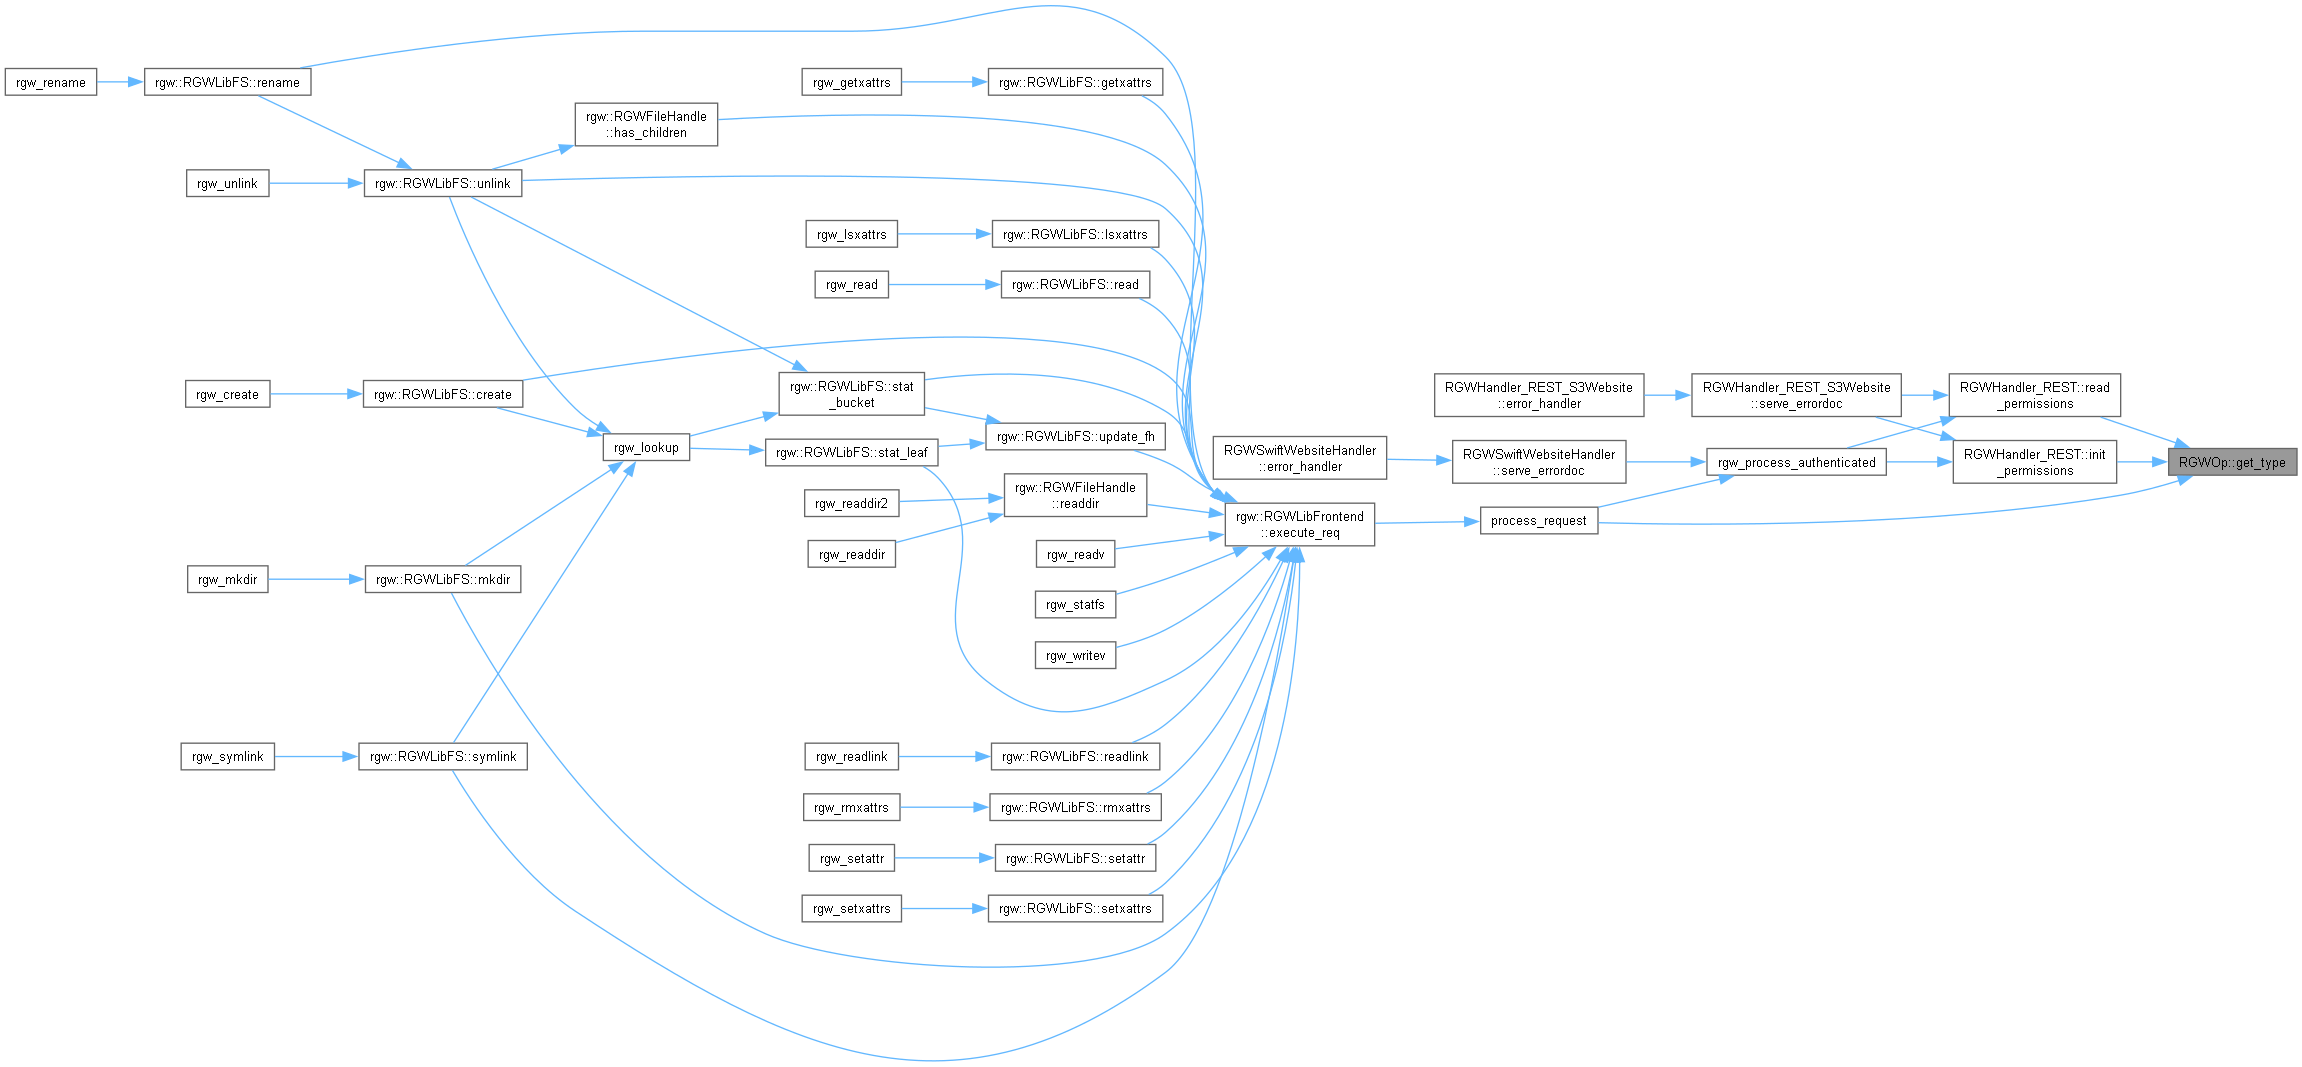 rgw_rename
rgw::RGWLibFS::rename
rgw_getxattrs
rgw::RGWLibFS::getxattrs
rgw::RGWFileHandle
::has_children
rgw_unlink
rgw::RGWLibFS::unlink
rgw_lsxattrs
rgw::RGWLibFS::lsxattrs
rgw_read
rgw::RGWLibFS::read
rgw_create
rgw::RGWLibFS::create
rgw::RGWLibFS::stat
_bucket
RGWHandler_REST_S3Website
::error_handler
RGWHandler_REST_S3Website
::serve_errordoc
RGWHandler_REST::read
_permissions
rgw_lookup
rgw::RGWLibFS::stat_leaf
rgw::RGWLibFS::update_fh
RGWSwiftWebsiteHandler
::error_handler
RGWSwiftWebsiteHandler
::serve_errordoc
rgw_process_authenticated
RGWHandler_REST::init
_permissions
RGWOp::get_type
rgw_readdir2
rgw::RGWFileHandle
::readdir
rgw::RGWLibFrontend
::execute_req
process_request
rgw_readdir
rgw_readv
rgw_mkdir
rgw::RGWLibFS::mkdir
rgw_statfs
rgw_writev
rgw_symlink
rgw::RGWLibFS::symlink
rgw_readlink
rgw::RGWLibFS::readlink
rgw_rmxattrs
rgw::RGWLibFS::rmxattrs
rgw_setattr
rgw::RGWLibFS::setattr
rgw_setxattrs
rgw::RGWLibFS::setxattrs